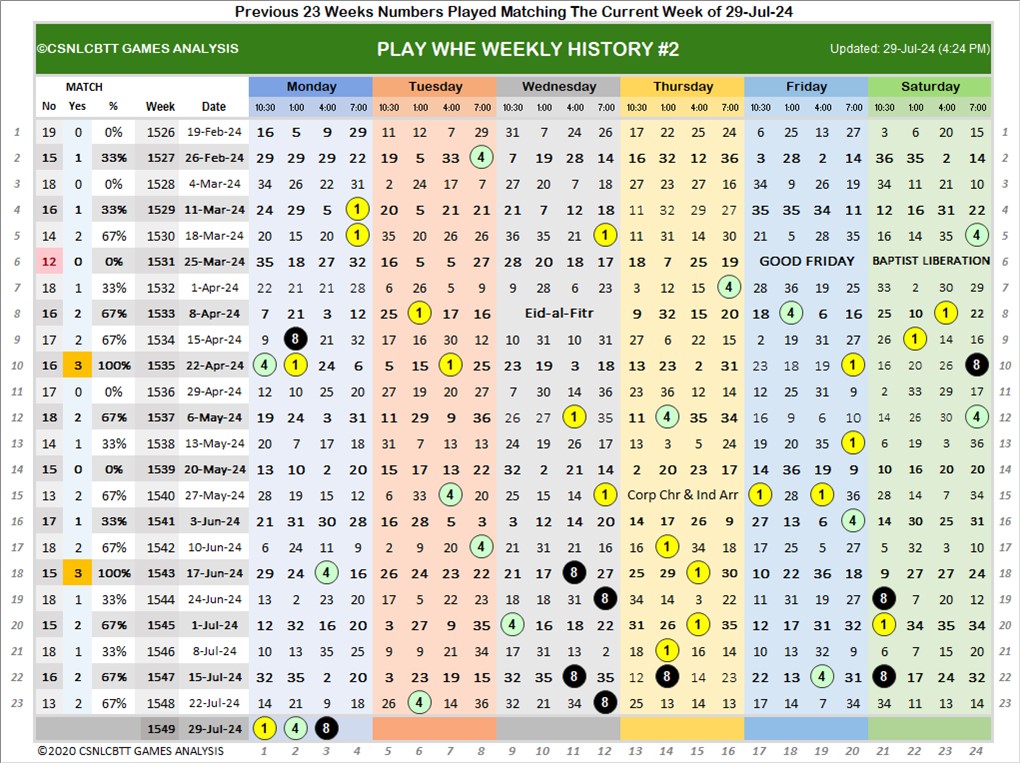 Previous 23 Weeks Numbers Played Matching The Current Week of 29-Jul-24
©CSNLCBTT GAMES ANALYSIS PLAY WHE WEEKLY HISTORY #2 Updated: 29-Jul-24 (4:24 PM)
MATCH Monday Tuesday Wednesday Thursday Friday Saturday
No Yes % Week Date 10:30 1:00 4:00 7:00 10:30 1:00 4:00 7:00 10:30 1:00 4:00 7:00 10:30 1:00 4:00 7:00 10:30 1:00 4:00 7:00 10:30 1:00 4:00 7:00
1 19 0 0% 1526 19-Feb-24 16 5 9 29 11 12 7 29 31 7 24 26 17 22 25 24 6 25 13 27 3 6 20 15 1
2 15 1 33% 1527 26-Feb-24 29 29 29 22 19 5 33 4 7 19 28 14 16 32 12 36 3 28 2 14 36 35 2 14 2
3 18 0 0% 1528 4-Mar-24 34 26 22 31 2 24 17 7 27 20 7 18 27 23 27 16 34 9 26 19 34 11 21 10 3
4 16 1 33% 1529 11-Mar-24 24 29 5 1 20 5 21 21 21 7 12 18 11 32 29 27 35 35 34 11 12 16 31 22 4
5 14 2 67% 1530 18-Mar-24 20 15 20 1 35 20 26 26 36 35 21 1 11 31 14 30 21 5 28 35 16 14 35 4 5
6 12 0 0% 1531 25-Mar-24 35 18 27 32 16 5 5 27 28 20 18 17 18 7 25 19 GOOD FRIDAY BAPTIST LIBERATION 6
7 18 1 33% 1532 1-Apr-24 22 21 21 28 6 26 5 9 9 28 6 23 3 12 15 4 28 36 19 25 33 2 30 29 7
8 16 2 67% 1533 8-Apr-24 7 21 3 12 25 1 17 16 Eid-al-Fitr 9 32 15 20 18 4 6 16 25 10 1 22 8
9 17 2 67% 1534 15-Apr-24 9 8 21 32 17 16 30 12 10 31 10 31 27 6 22 15 2 19 31 27 26 1 14 16 9
10 16 3 100% 1535 22-Apr-24 4 1 24 6 5 15 1 25 23 19 3 18 13 23 2 31 23 18 19 1 16 20 26 8 10
11 17 0 0% 1536 29-Apr-24 12 10 25 20 27 19 20 27 7 30 14 36 23 36 12 14 12 25 31 9 2 33 29 17 11
12 18 2 67% 1537 6-May-24 19 24 3 31 11 29 9 36 26 27 1 35 11 4 35 34 16 9 6 10 14 26 30 4 12
13 14 1 33% 1538 13-May-24 20 7 17 18 31 7 13 13 24 19 26 17 13 3 5 24 19 20 35 1 6 19 3 36 13
14 15 0 0% 1539 20-May-24 13 10 2 20 15 17 13 22 32 2 21 14 2 20 23 17 14 36 19 9 10 16 20 20 14
15 13 2 67% 1540 27-May-24 28 19 15 12 6 33 4 20 25 15 14 1 Corp Chr & Ind Arr 1 28 1 36 28 14 7 34 15
16 17 1 33% 1541 3-Jun-24 21 31 30 28 16 28 5 3 3 12 14 20 14 17 26 9 27 13 6 4 14 30 25 31 16
17 18 2 67% 1542 10-Jun-24 6 24 11 9 2 9 20 4 21 31 21 16 16 1 34 18 17 25 5 27 5 32 3 10 17
18 15 3 100% 1543 17-Jun-24 29 24 4 16 26 24 23 22 21 17 8 27 25 29 1 30 10 22 36 18 9 27 27 24 18
19 18 1 33% 1544 24-Jun-24 13 2 23 20 17 5 22 23 18 18 31 8 34 14 3 22 11 31 19 27 8 7 20 12 19
20 15 2 67% 1545 1-Jul-24 12 32 16 20 3 27 9 35 4 16 18 22 31 26 1 20 12 17 31 32 1 34 35 34 20
21 18 1 33% 1546 8-Jul-24 10 13 35 25 9 9 21 34 17 31 13 2 18 1 16 14 10 13 32 9 6 7 15 20 21
22 16 2 67% 1547 15-Jul-24 32 35 2 20 3 23 19 15 32 35 8 35 12 8 14 23 22 13 4 31 8 17 24 32 22
23 13 2 67% 1548 22-Jul-24 14 21 9 18 26 4 14 36 32 21 34 8 25 13 14 13 17 14 7 34 34 11 13 14 23
1549 29-Jul-24 1 4 8
©2020 CSNLCBTT GAMES ANALYSIS 1 2 3 4 5 6 7 8 9 10 11 12 13 14 15 16 17 18 19 20 21 22 23 24